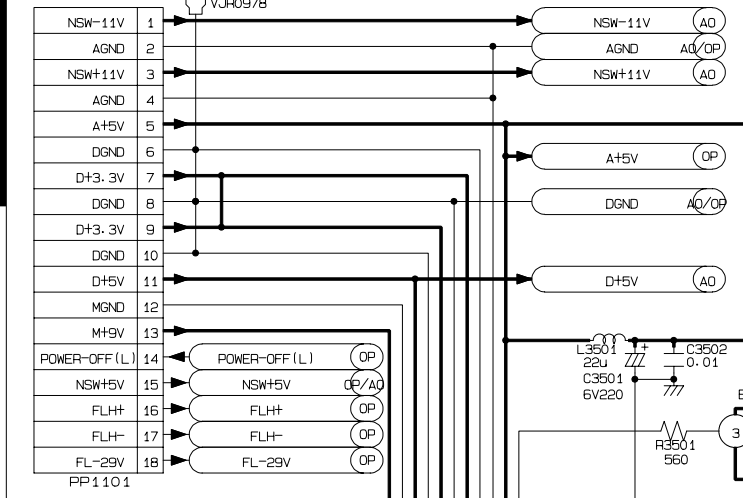 VJR0978
NSW-11V 1 NSW-11V AO
AGND 2 AGND AO/OP
NSW+11V 3 NSW+11V AO
AGND 4
A+5V 5
DGND 6 A+5V OP
D+3.3V 7
DGND 8 DGND AO/OP
D+3.3V 9
DGND 10
D+5V 11 D+5V AO
MGND 12
M+9V 13
POWER-OFF(L) 14 POWER-OFF(L) OP
NSW+5V 15 NSW+5V OP/AO
FLH+ 16 FLH+ OP
FLH- 17 FLH- OP
FL-29V 18 FL-29V OP
PP1101
L3501
22u
+
C3502
0.01
C3501
6V220
R3501
560
3